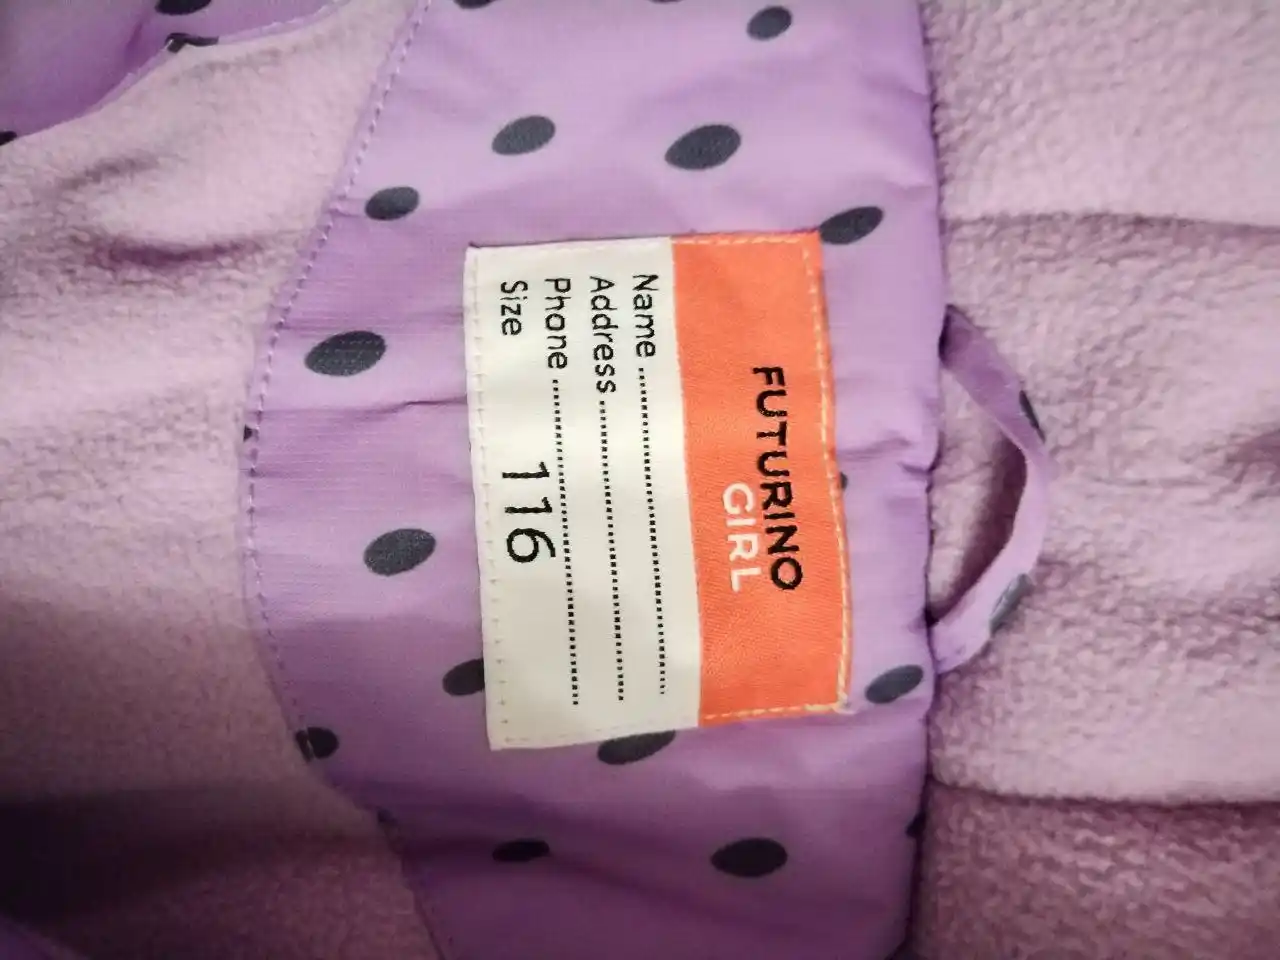 FUTURINO
GIRL
Name ........................................
Address ....................................
Phone ........................................
Size 116